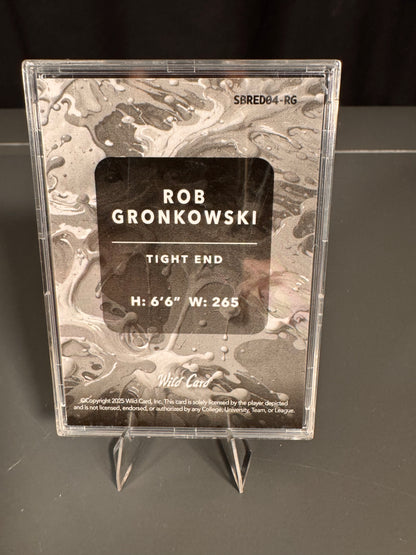 SBRED04-RG
ROB
GRONKOWSKI
TIGHT END
H: 6'6" W: 265
Wild Card
©Copyright 2025 Wild Card, Inc. This card is solely licensed by the player depicted
and is not licensed, endorsed, or authorized by any College, University, Team, or League.